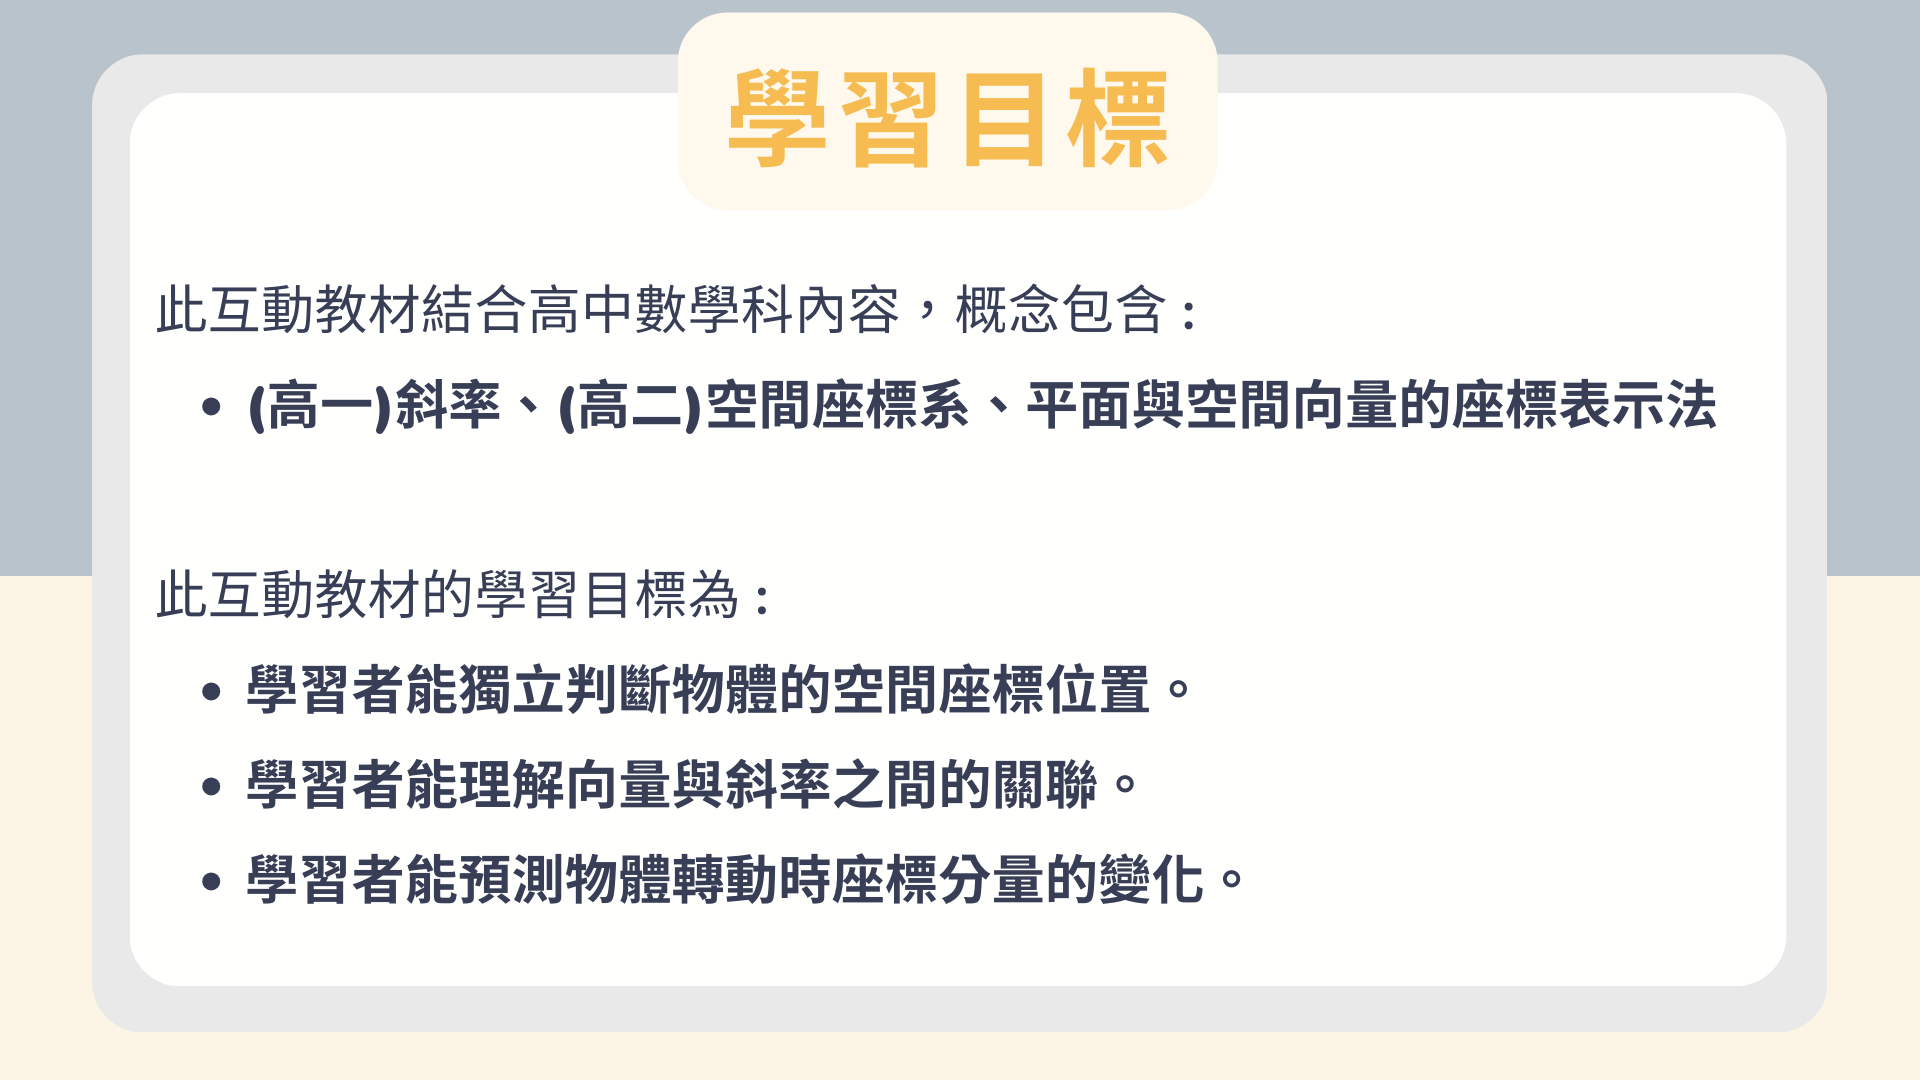 學習目標
此互動教材結合高中數學科內容，概念包含：
• (高一)斜率、(高二)空間座標系、平面與空間向量的座標表示法
此互動教材的學習目標為：
• 學習者能獨立判斷物體的空間座標位置。
• 學習者能理解向量與斜率之間的關聯。
• 學習者能預測物體轉動時座標分量的變化。